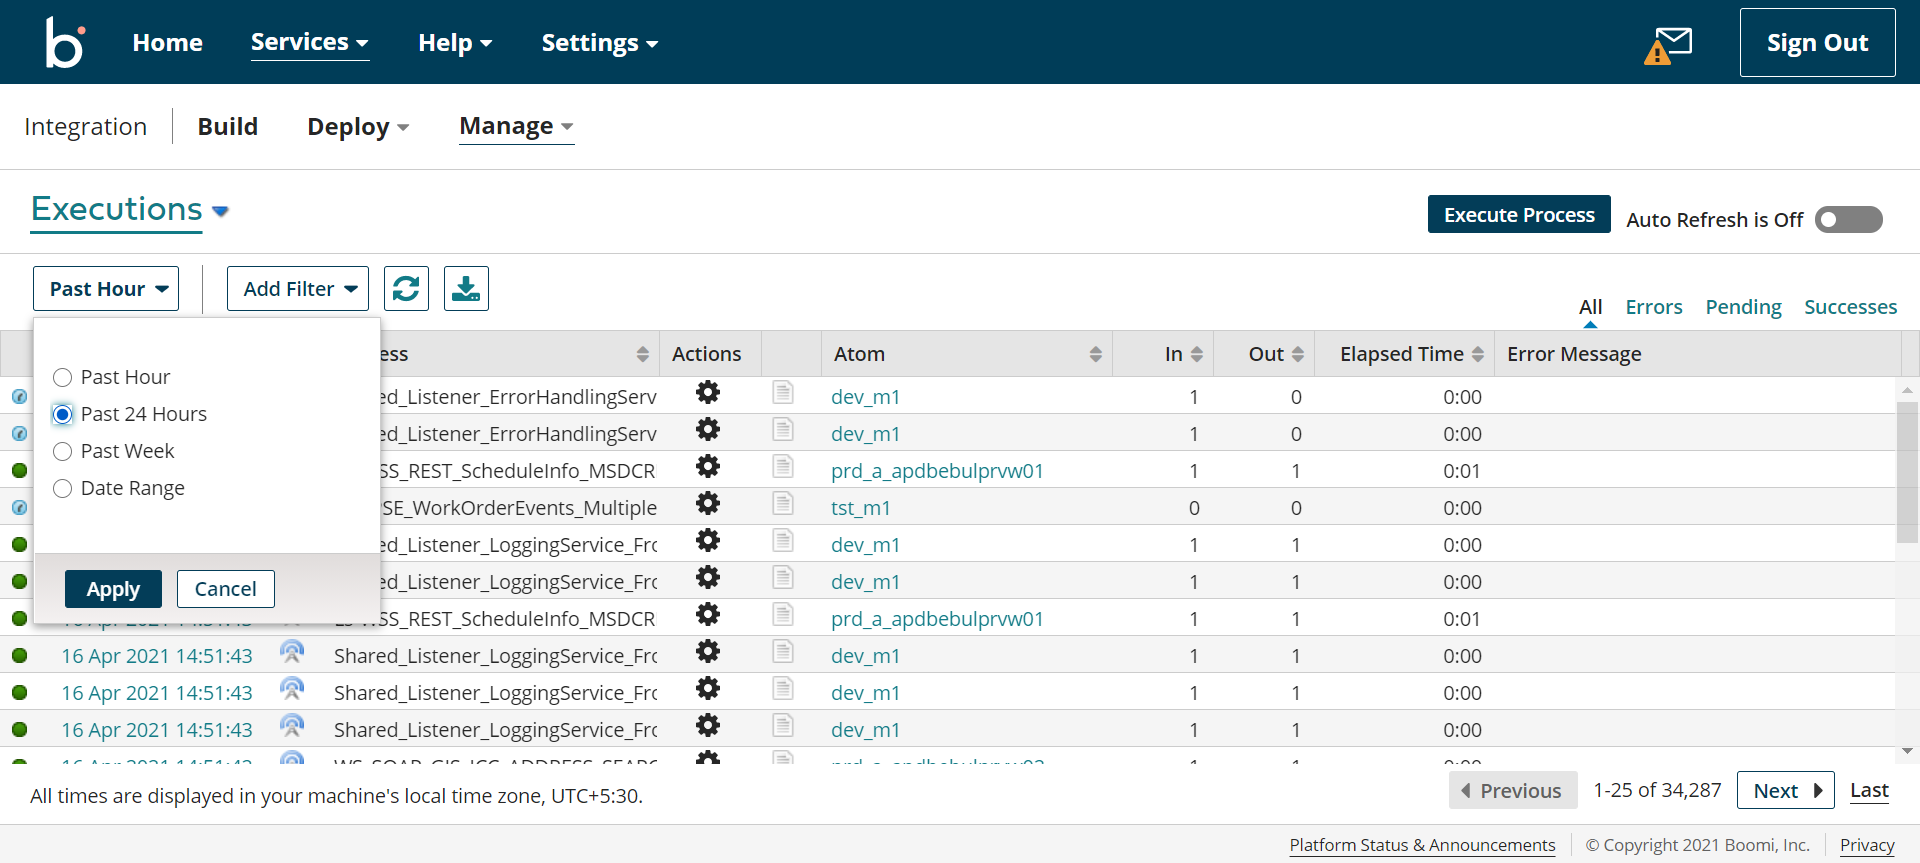 b Home Services Help Settings Sign Out
Integration Build Deploy Manage
Executions Execute Process Auto Refresh is Off
Past Hour Add Filter
All Errors Pending Successes
ess Actions Atom In Out Elapsed Time Error Message
Past Hour
Past 24 Hours
Past Week
Date Range
Apply Cancel
ed_Listener_ErrorHandlingServ dev_m1 1 0 0:00
ed_Listener_ErrorHandlingServ dev_m1 1 0 0:00
SS_REST_ScheduleInfo_MSDCR prd_a_apdbebulprvw01 1 1 0:01
SE_WorkOrderEvents_Multiple tst_m1 0 0 0:00
ed_Listener_LoggingService_Frc dev_m1 1 1 0:00
ed_Listener_LoggingService_Frc dev_m1 1 1 0:00
SS_REST_ScheduleInfo_MSDCR prd_a_apdbebulprvw01 1 1 0:01
16 Apr 2021 14:51:43 Shared_Listener_LoggingService_Frc dev_m1 1 1 0:00
16 Apr 2021 14:51:43 Shared_Listener_LoggingService_Frc dev_m1 1 1 0:00
16 Apr 2021 14:51:43 Shared_Listener_LoggingService_Frc dev_m1 1 1 0:00
All times are displayed in your machine's local time zone, UTC+5:30. Previous 1-25 of 34,287 Next Last
Platform Status & Announcements © Copyright 2021 Boomi, Inc. Privacy